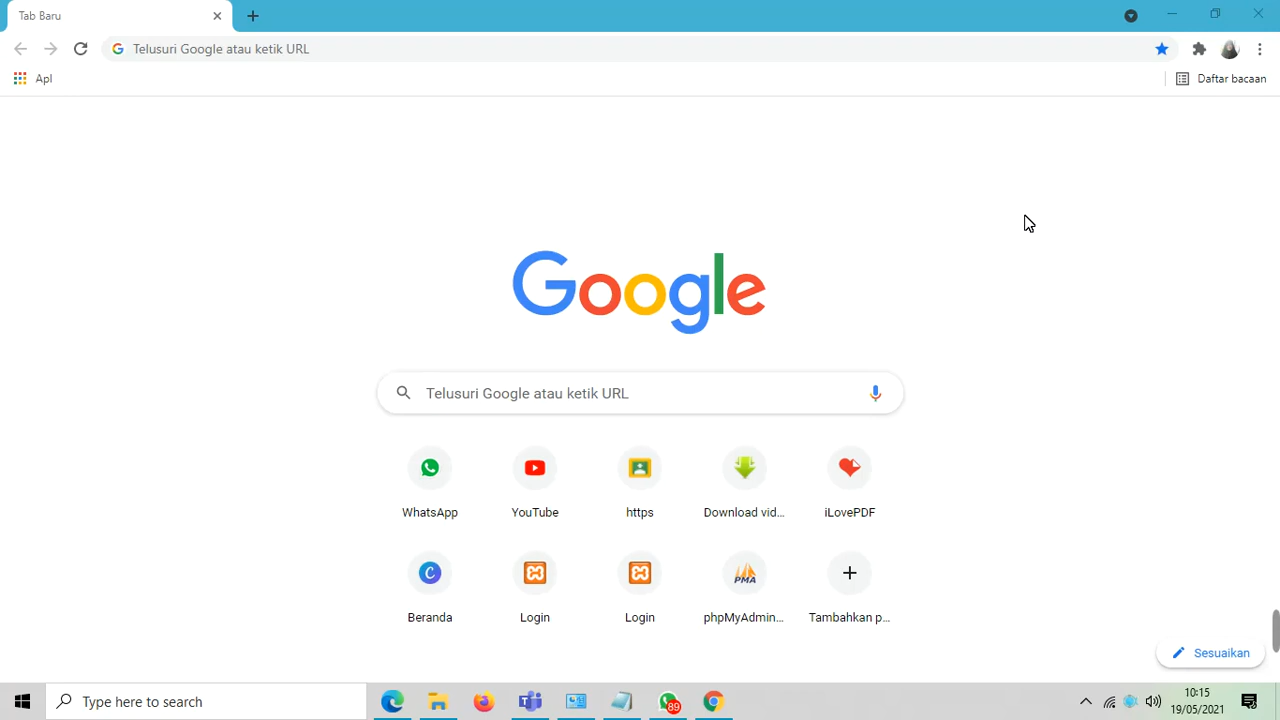 Tab Baru
Telusuri Google atau ketik URL
Apl
Daftar bacaan
Google
Telusuri Google atau ketik URL
WhatsApp
YouTube
https
Download vid...
iLovePDF
Beranda
Login
Login
PMA
phpMyAdmin...
Tambahkan p...
Sesuaikan
Type here to search
89
10:15
19/05/2021